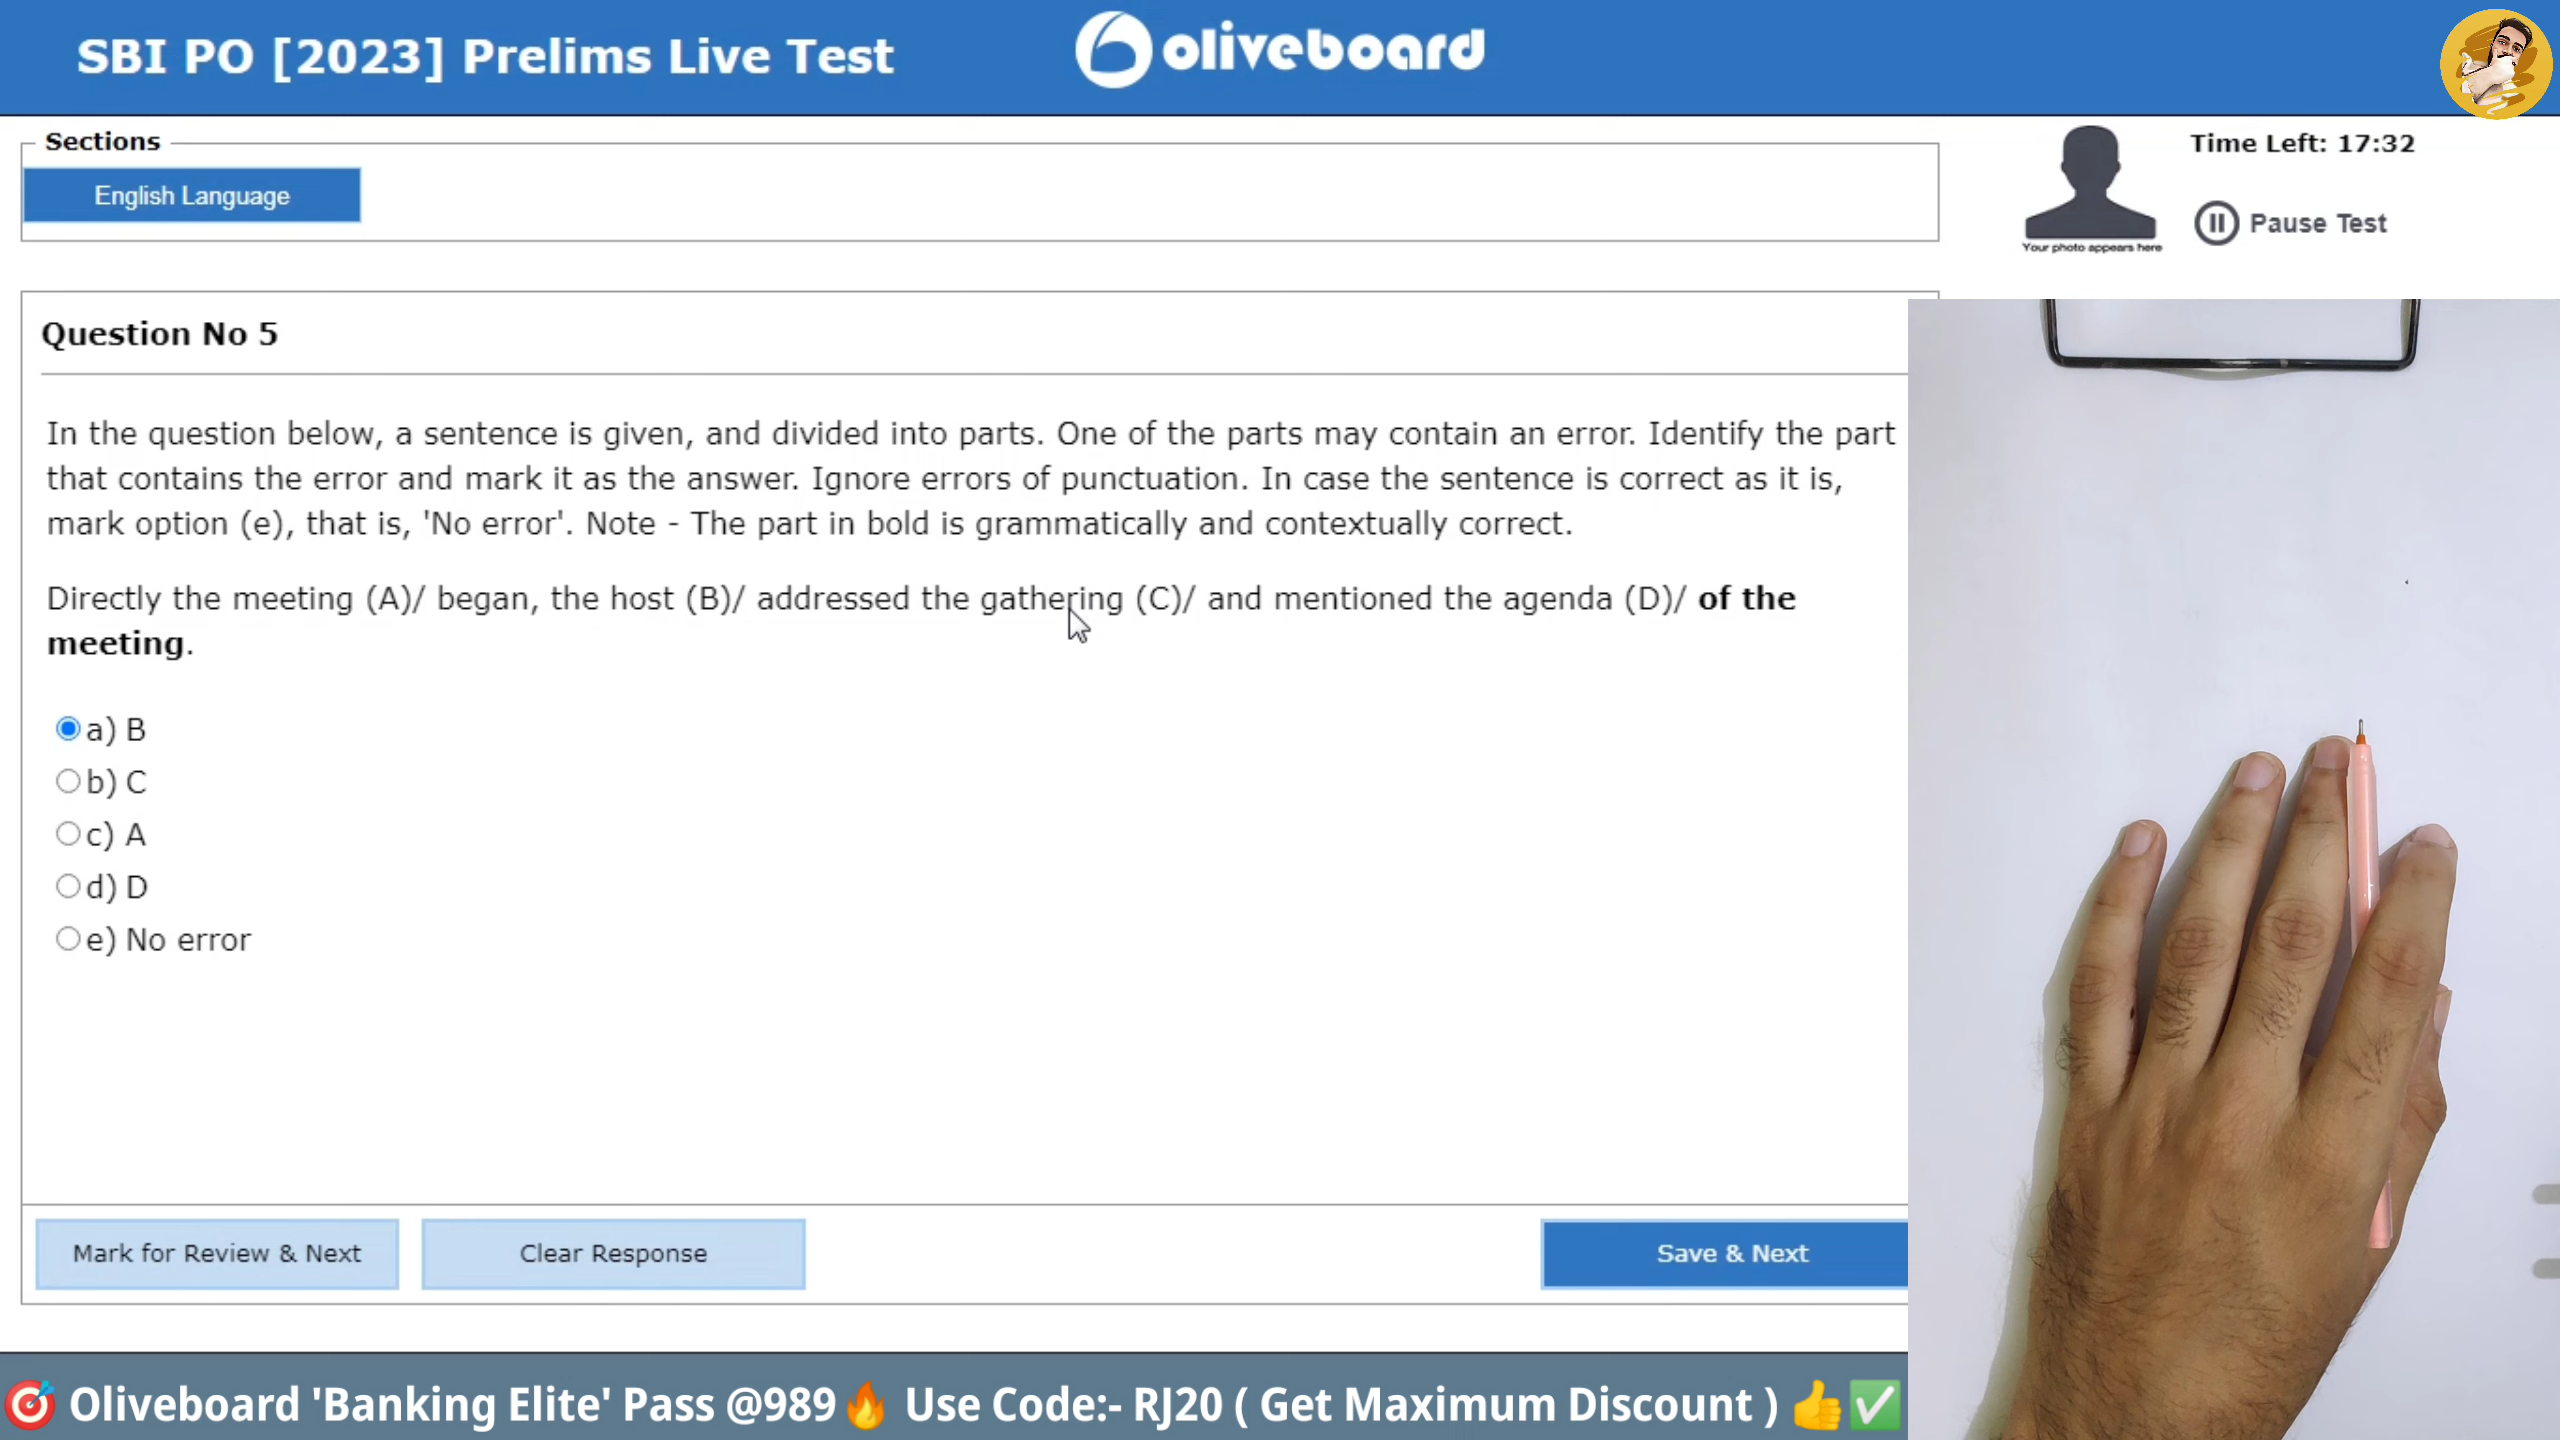 SBI PO [2023] Prelims Live Test
oliveboard
Sections
English Language
Time Left: 17:32
Pause Test
Your photo appears here
Question No 5
In the question below, a sentence is given, and divided into parts. One of the parts may contain an error. Identify the part
that contains the error and mark it as the answer. Ignore errors of punctuation. In case the sentence is correct as it is,
mark option (e), that is, 'No error'. Note - The part in bold is grammatically and contextually correct.
Directly the meeting (A)/ began, the host (B)/ addressed the gathering (C)/ and mentioned the agenda (D)/ of the
meeting.
a) B
b) C
c) A
d) D
e) No error
Mark for Review & Next
Clear Response
Save & Next
🎯 Oliveboard 'Banking Elite' Pass @989🔥 Use Code:- RJ20 ( Get Maximum Discount ) 👍✅